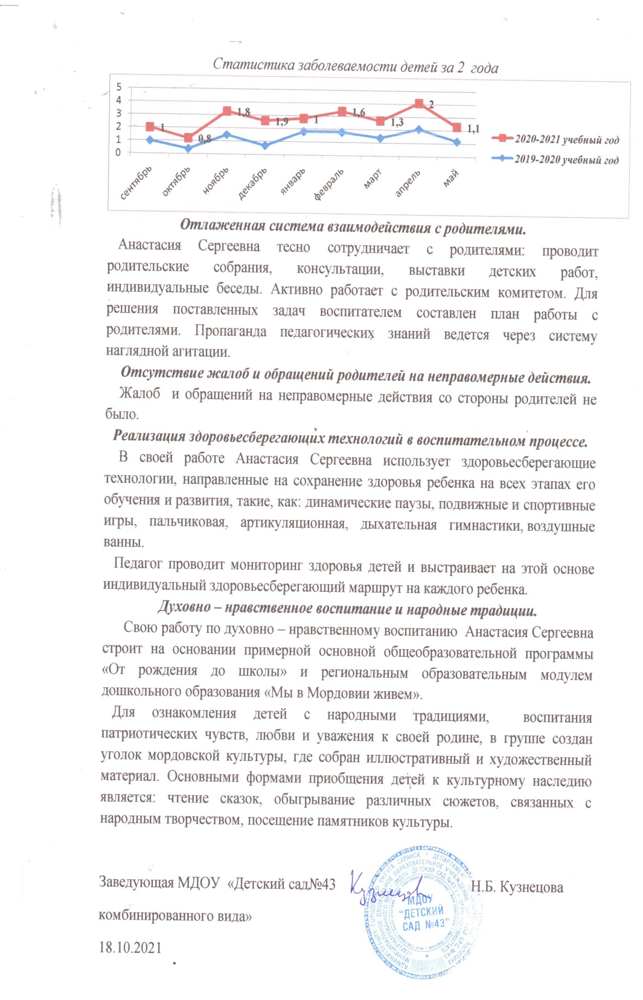 Статистика заболеваемости детей за 2 года
5
4
3
2
1
0
1
0,8
1,8
1,9
1
1,6
1,3
2
1,1
сентябрь
октябрь
ноябрь
декабрь
январь
февраль
март
апрель
май
2020-2021 учебный год
2019-2020 учебный год
Отлаженная система взаимодействия с родителями.
Анастасия Сергеевна тесно сотрудничает с родителями: проводит
родительские собрания, консультации, выставки детских работ,
индивидуальные беседы. Активно работает с родительским комитетом. Для
решения поставленных задач воспитателем составлен план работы с
родителями. Пропаганда педагогических знаний ведется через систему
наглядной агитации.
Отсутствие жалоб и обращений родителей на неправомерные действия.
Жалоб и обращений на неправомерные действия со стороны родителей не
было.
Реализация здоровьесберегающих технологий в воспитательном процессе.
В своей работе Анастасия Сергеевна использует здоровьесберегающие
технологии, направленные на сохранение здоровья ребенка на всех этапах его
обучения и развития, такие, как: динамические паузы, подвижные и спортивные
игры, пальчиковая, артикуляционная, дыхательная гимнастики, воздушные
ванны.
Педагог проводит мониторинг здоровья детей и выстраивает на этой основе
индивидуальный здоровьесберегающий маршрут на каждого ребенка.
Духовно – нравственное воспитание и народные традиции.
Свою работу по духовно – нравственному воспитанию Анастасия Сергеевна
строит на основании примерной основной общеобразовательной программы
«От рождения до школы» и региональным образовательным модулем
дошкольного образования «Мы в Мордовии живем».
Для ознакомления детей с народными традициями, воспитания
патриотических чувств, любви и уважения к своей родине, в группе создан
уголок мордовской культуры, где собран иллюстративный и художественный
материал. Основными формами приобщения детей к культурному наследию
является: чтение сказок, обыгрывание различных сюжетов, связанных с
народным творчеством, посещение памятников культуры.
Заведующая МДОУ «Детский сад№43
Н.Б. Кузнецова
комбинированного вида»
18.10.2021
МДОУ
"ДЕТСКИЙ
САД №43"